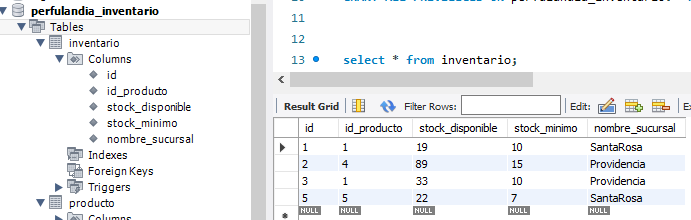 perfulandia_inventario
Tables
inventario
Columns
id
id_producto
stock_disponible
stock_minimo
nombre_sucursal
Indexes
Foreign Keys
Triggers
producto
Columns
11
12
13 select * from inventario;
Result Grid Filter Rows: Edit:
id id_producto stock_disponible stock_minimo nombre_sucursal
1 1 19 10 SantaRosa
2 4 89 15 Providencia
3 1 33 10 Providencia
5 5 22 7 SantaRosa
NULL NULL NULL NULL NULL